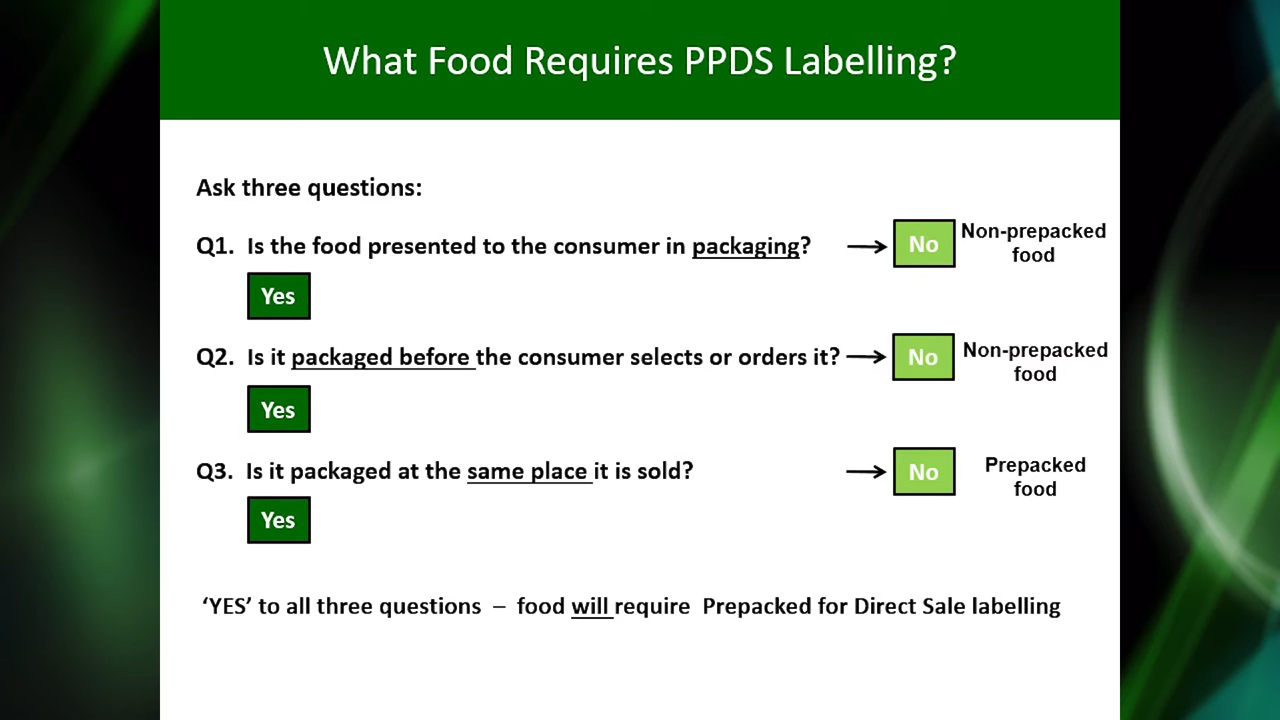 What Food Requires PPDS Labelling?
Ask three questions:
Q1. Is the food presented to the consumer in packaging?
No
Non-prepacked
food
Yes
Q2. Is it packaged before the consumer selects or orders it?
No
Non-prepacked
food
Yes
Q3. Is it packaged at the same place it is sold?
No
Prepacked
food
Yes
‘YES’ to all three questions – food will require Prepacked for Direct Sale labelling